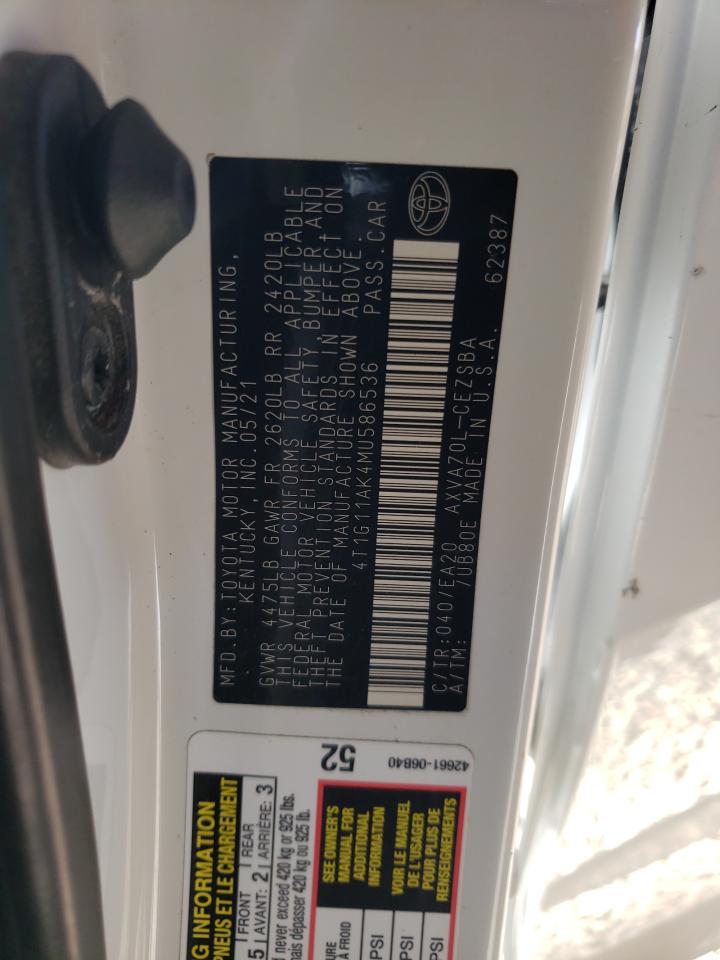 MFD.BY:TOYOTA MOTOR MANUFACTURING,
KENTUCKY, INC.05/21
GVWR 4475LB GAWR FR 2620LB RR 2420LB
THIS VEHICLE CONFORMS TO ALL APPLICABLE
FEDERAL MOTOR VEHICLE SAFETY, BUMPER, AND
THEFT PREVENTION STANDARDS IN EFFECT ON
THE DATE OF MANUFACTURE SHOWN ABOVE.
4T1G11AK4MU586536 PASS.CAR
C/TR:040/EA20 AXVA70L-CEZSBA 62387
A/TM: /UB80E MADE IN U.S.A.
INFORMATION
PNEUS ET LE CHARGEMENT
5 FRONT REAR
AVANT: 2 ARRIÈRE: 3
never exceed 420 kg or 925 lbs.
dépasser 420 kg ou 925 lb.
52
42661-06B40
SEE OWNER'S
MANUAL FOR
ADDITIONAL
INFORMATION
VOIR LE MANUEL
DE L'USAGER
POUR PLUS DE
RENSEIGNEMENTS
À FROID
PSI
PSI
PSI